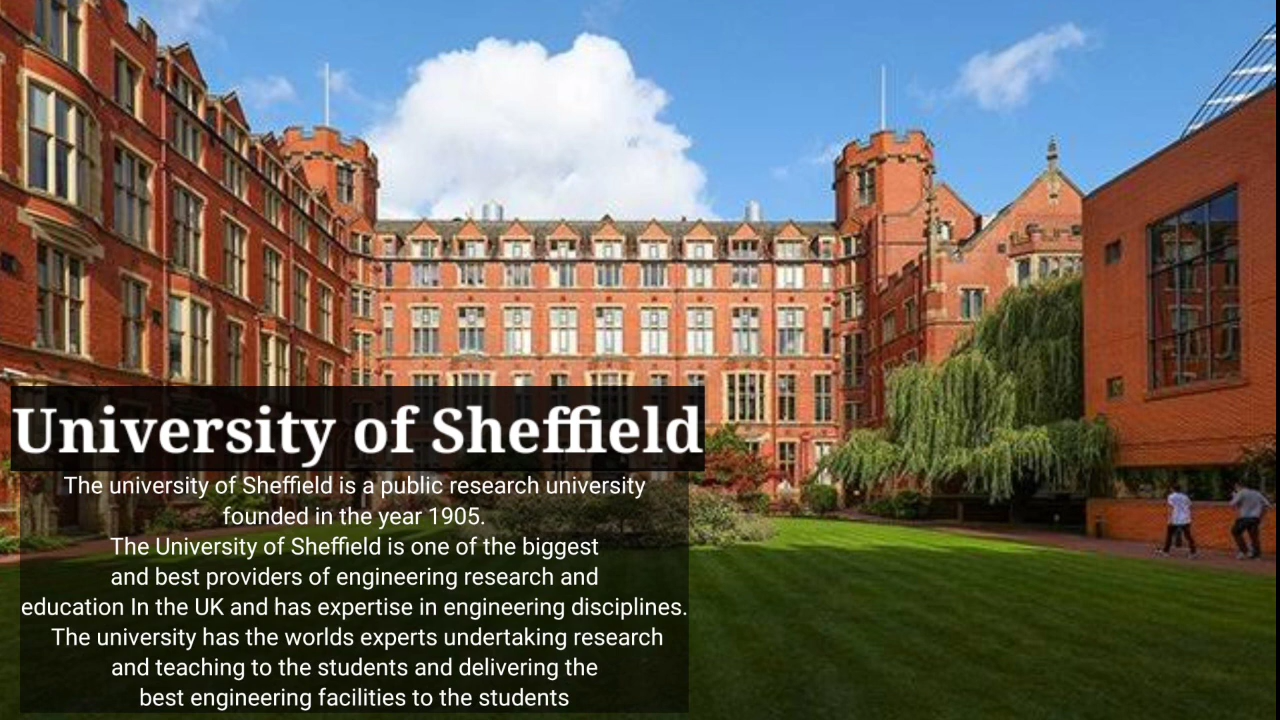 University of Sheffield
The university of Sheffield is a public research university
founded in the year 1905.
The University of Sheffield is one of the biggest
and best providers of engineering research and
education In the UK and has expertise in engineering disciplines.
The university has the worlds experts undertaking research
and teaching to the students and delivering the
best engineering facilities to the students